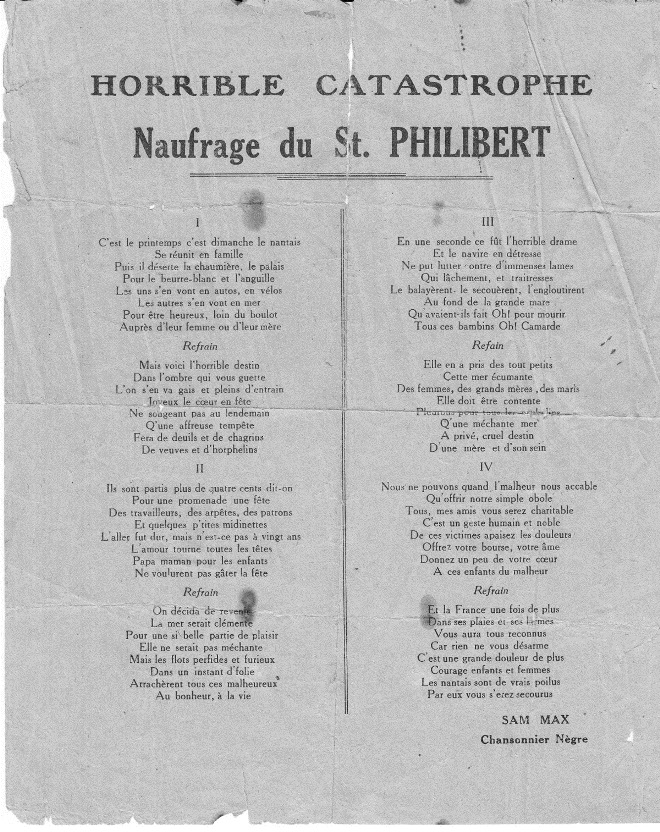 HORRIBLE CATASTROPHE
Naufrage du St. PHILIBERT
I
C'est le printemps c'est dimanche le nantais
Se réunit en famille
Puis il déserte la chaumière, le palais
Pour le beurre-blanc et l'anguille
Les uns s'en vont en autos, en vélos
Les autres s'en vont en mer
Pour être heureux, loin du boulot
Auprès d'leur femme ou d'leur mère
Refrain
Mais voici l'horrible destin
Dans l'ombre qui vous guette
L'on s'en va gais et pleins d'entrain
Joyeux le cœur en fête
Ne songeant pas au lendemain
Q'une affreuse tempête
Fera de deuils et de chagrins
De veuves et d'horphelins
II
Ils sont partis plus de quatre cents dit-on
Pour une promenade une fête
Des travailleurs, des arpêtes, des patrons
Et quelques p'tites midinettes
L'aller fut dur, mais n'est-ce pas à vingt ans
L'amour tourne toutes les têtes
Papa maman pour les enfants
Ne voulurent pas gâter la fête
Refrain
On décida de revenir
La mer serait clémente
Pour une si belle partie de plaisir
Elle ne serait pas méchante
Mais les flots perfides et furieux
Dans un instant d'folie
Arrachèrent tous ces malheureux
Au bonheur, à la vie
III
En une seconde ce fût l'horrible drame
Et le navire en détresse
Ne put lutter ontre d'immenses lames
Qui lâchement, et traitresses
Le balayèrent- le secouèrent, l'engloutirent
Au fond de la grande mare
Qu'avaient-ils fait Oh! pour mourir
Tous ces bambins Oh! Camarde
Refain
Elle en a pris des tout petits
Cette mer écumante
Des femmes, des grands mères ,des maris
Elle doit être contente
Pleurons pour tous les
Q'une méchante mer
A privé, cruel destin
D'une mère et d'son sein
IV
Nous ne pouvons quand l'malheur nous accable
Qu'offrir notre simple obole
Tous, mes amis vous serez charitable
C'est un geste humain et noble
De ces victimes apaisez les douleurs
Offrez votre bourse, votre âme
Donnez un peu de votre cœur
A ces enfants du malheur
Refrain
Et la France une fois de plus
Dans ses plaies et ses larmes
Vous aura tous reconnus
Car rien ne vous désarme
C'est une grande douleur de plus
Courage enfants et femmes
Les nantais sont de vrais poilus
Par eux vous s'erez secourus
SAM MAX
Chansonnier Nègre